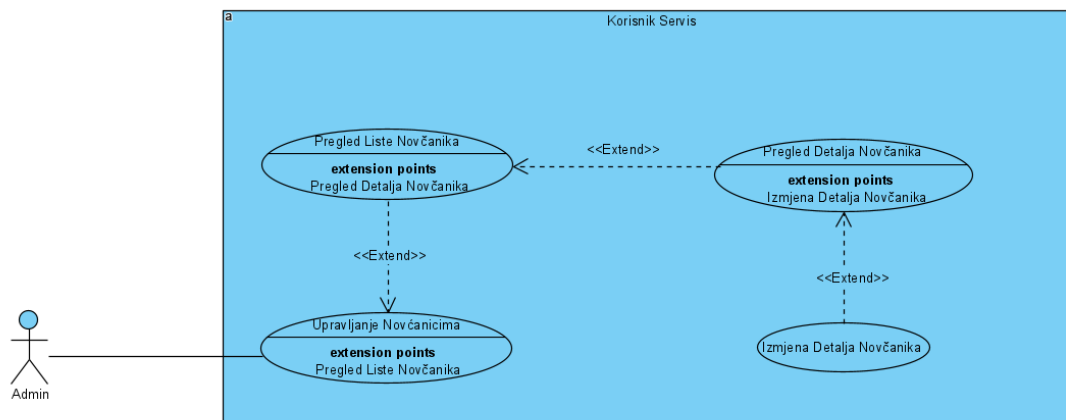 a
Korisnik Servis
Pregled Liste Novčanika
extension points
Pregled Detalja Novčanika
<<Extend>>
Pregled Detalja Novčanika
extension points
Izmjena Detalja Novčanika
<<Extend>>
<<Extend>>
Upravljanje Novćanicima
extension points
Pregled Liste Novčanika
Izmjena Detalja Novčanika
Admin